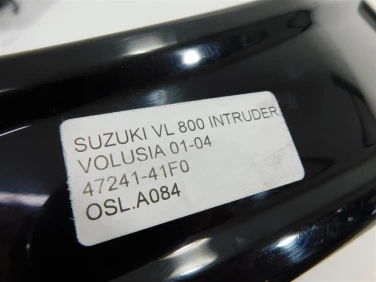 SUZUKI VL 800 INTRUDER
VOLUSIA 01-04
47241-41F0
OSL.A084